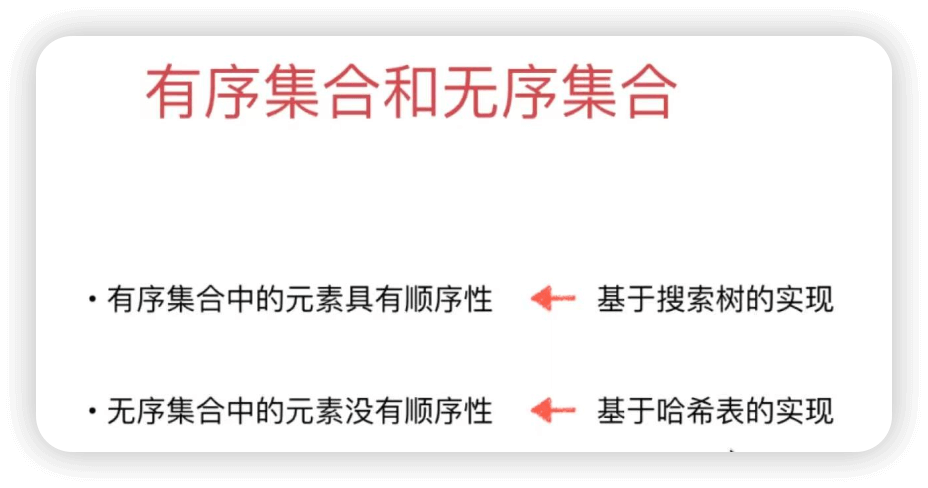 有序集合和无序集合
• 有序集合中的元素具有顺序性 基于搜索树的实现
• 无序集合中的元素没有顺序性 基于哈希表的实现